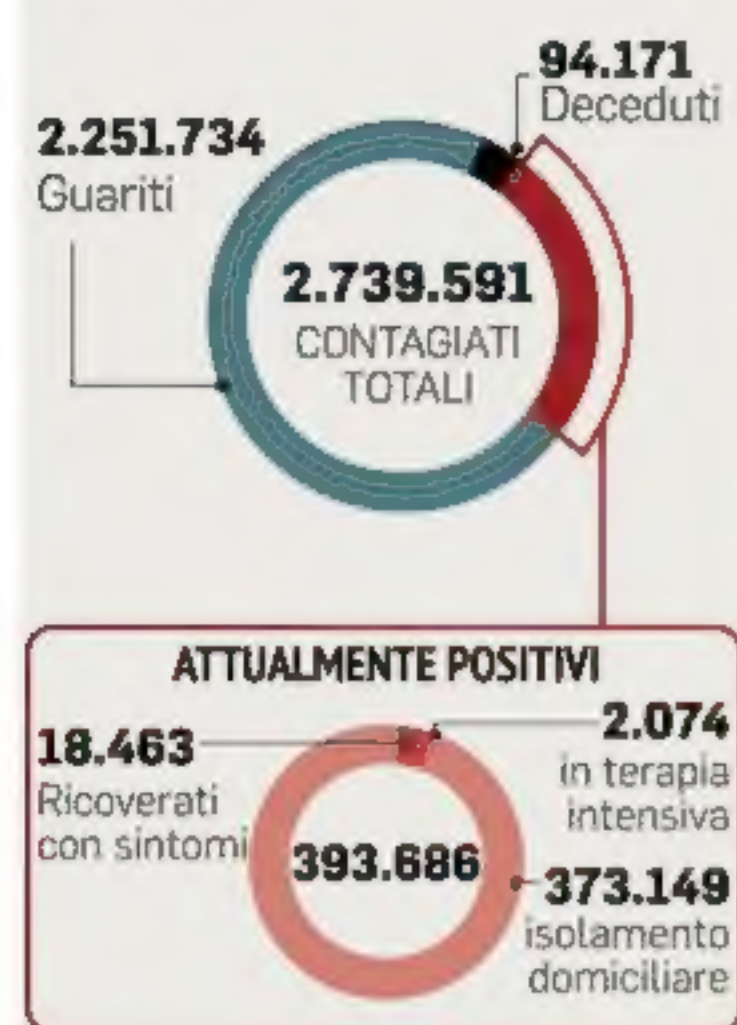 94.171
Deceduti
2.251.734
Guariti
2.739.591
CONTAGIATI
TOTALI
ATTUALMENTE POSITIVI
18.463
Ricoverati
con sintomi
2.074
in terapia
intensiva
393.686
373.149
isolamento
domiciliare